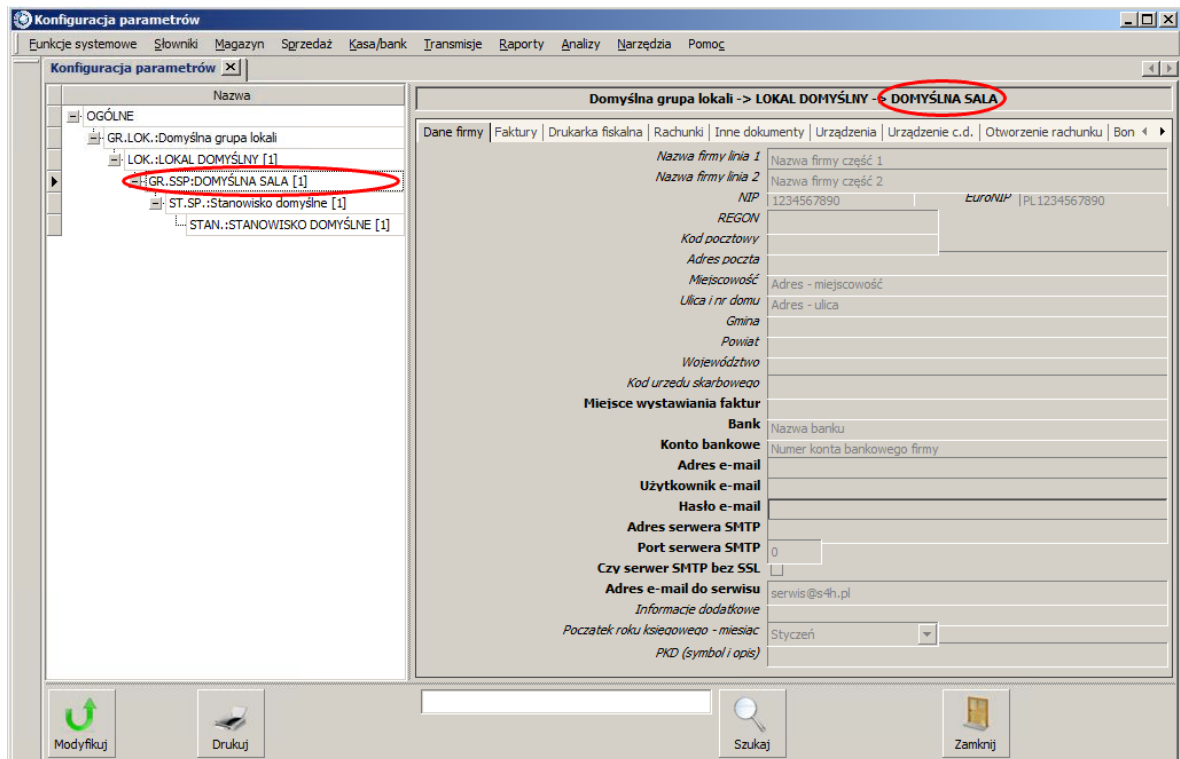 Konfiguracja parametrów
Funkcje systemowe Słowniki Magazyn Sprzedaż Kasa/bank Transmisje Raporty Analizy Narzędzia Pomoc
Konfiguracja parametrów
Nazwa
OGÓLNE
GR.LOK.:Domyślna grupa lokali
LOK.:LOKAL DOMYŚLNY [1]
GR.SSP:DOMYŚLNA SALA [1]
ST.SP.:Stanowisko domyślne [1]
STAN.:STANOWISKO DOMYŚLNE [1]
Domyślna grupa lokali -> LOKAL DOMYŚLNY -> DOMYŚLNA SALA
Dane firmy Faktury Drukarka fiskalna Rachunki Inne dokumenty Urządzenia Urządzenie c.d. Otworzenie rachunku Bon
Nazwa firmy linia 1 Nazwa firmy część 1
Nazwa firmy linia 2 Nazwa firmy część 2
NIP 1234567890 EuroNIP PL1234567890
REGON
Kod pocztowy
Adres poczta
Miejscowość Adres - miejscowość
Ulica i nr domu Adres - ulica
Gmina
Powiat
Województwo
Kod urzędu skarbowego
Miejsce wystawiania faktur
Bank Nazwa banku
Konto bankowe Numer konta bankowego firmy
Adres e-mail
Użytkownik e-mail
Hasło e-mail
Adres serwera SMTP
Port serwera SMTP 0
Czy serwer SMTP bez SSL
Adres e-mail do serwisu serwis@s4h.pl
Informacje dodatkowe
Początek roku księgowego - miesiąc Styczeń
PKD (symbol i opis)
Modyfikuj Drukuj Szukaj Zamknij